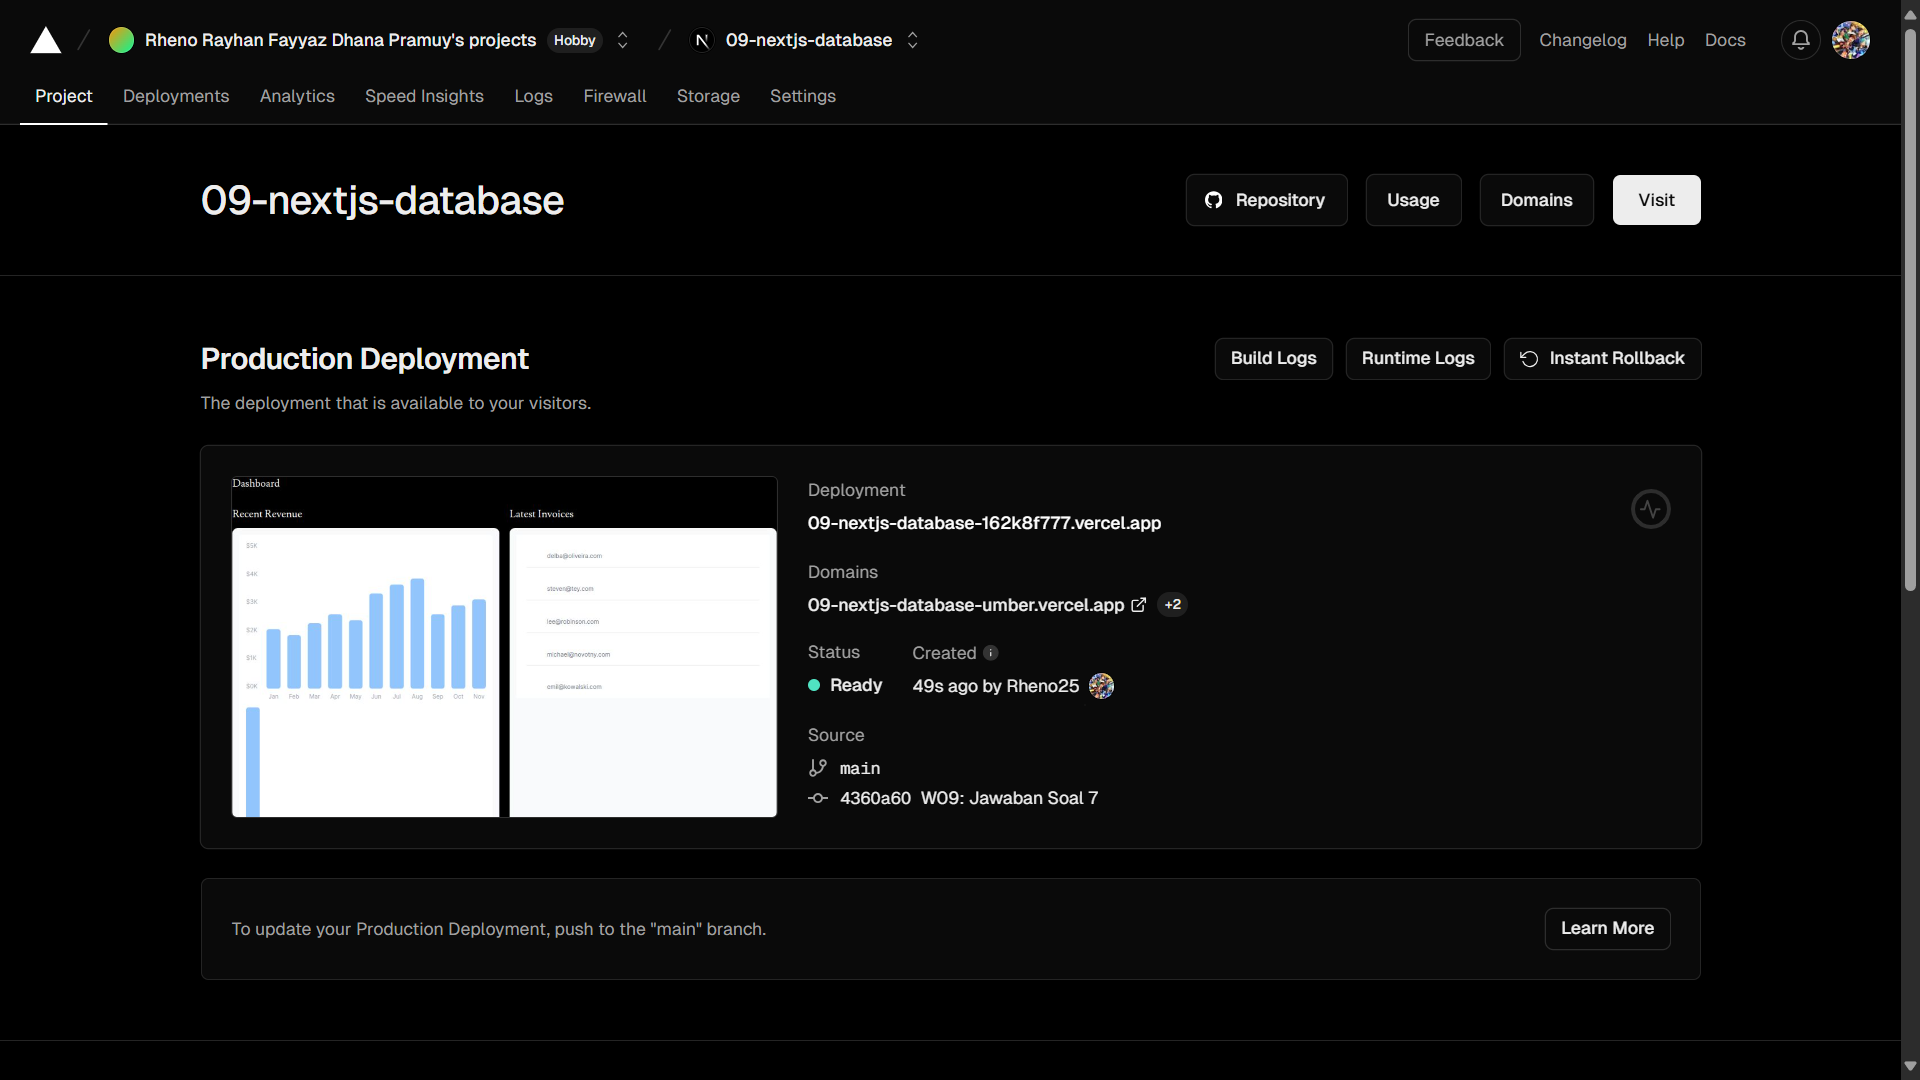 Rheno Rayhan Fayyaz Dhana Pramuy's projects Hobby
09-nextjs-database
Feedback
Changelog
Help
Docs
Project
Deployments
Analytics
Speed Insights
Logs
Firewall
Storage
Settings
09-nextjs-database
Repository
Usage
Domains
Visit
Production Deployment
The deployment that is available to your visitors.
Build Logs
Runtime Logs
Instant Rollback
Dashboard
Recent Revenue
$5K
$4K
$3K
$2K
$1K
$0K
Jan Feb Mar Apr May Jun Jul Aug Sep Oct Nov
Latest Invoices
delba@oliveira.com
steven@tey.com
lee@robinson.com
michael@novotny.com
emil@kowalski.com
Deployment
09-nextjs-database-162k8f777.vercel.app
Domains
09-nextjs-database-umber.vercel.app +2
Status
Ready
Created
49s ago by Rheno25
Source
main
4360a60 W09: Jawaban Soal 7
To update your Production Deployment, push to the "main" branch.
Learn More